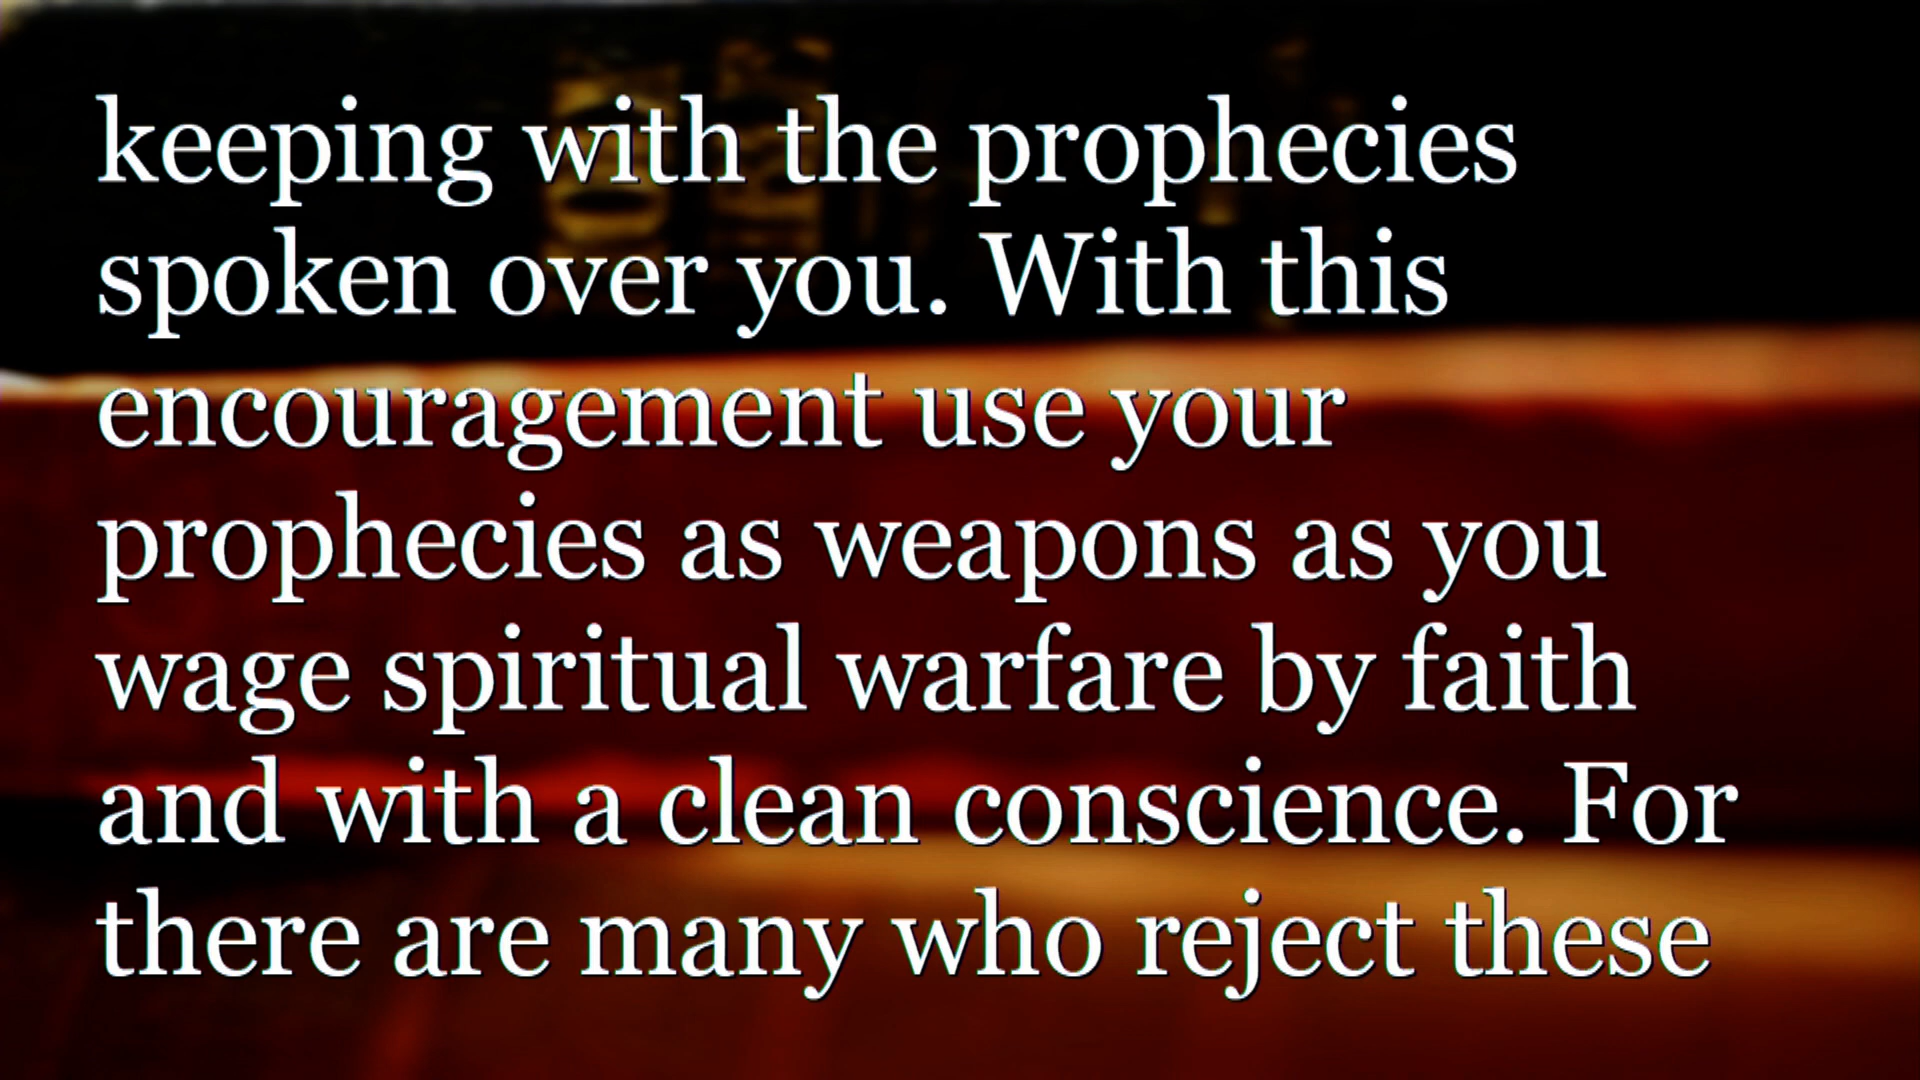 keeping with the prophecies
spoken over you. With this
encouragement use your
prophecies as weapons as you
wage spiritual warfare by faith
and with a clean conscience. For
there are many who reject these